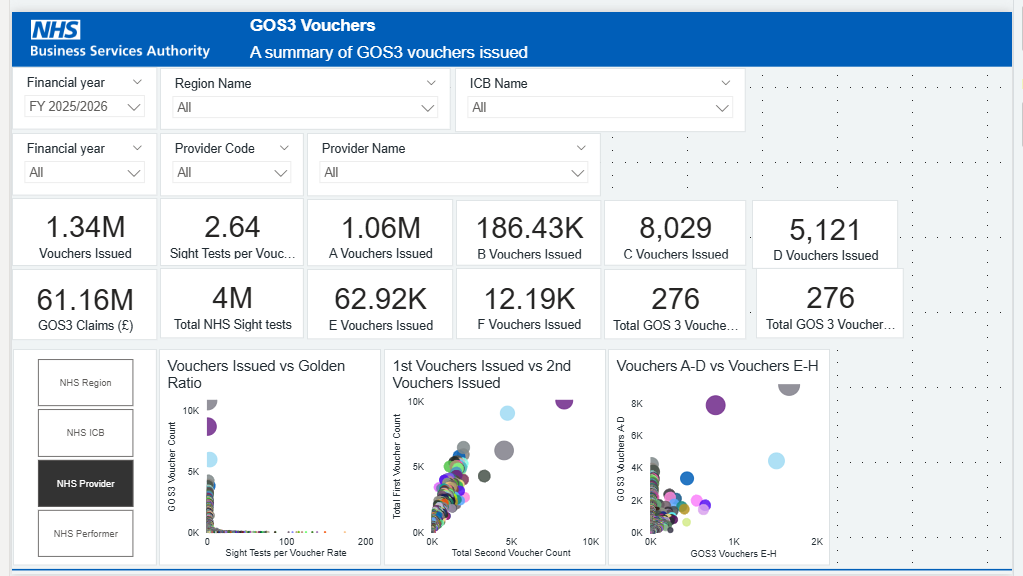 NHS
Business Services Authority
GOS3 Vouchers
A summary of GOS3 vouchers issued
Financial year
FY 2025/2026
Region Name
All
ICB Name
All
Financial year
All
Provider Code
All
Provider Name
All
1.34M
Vouchers Issued
2.64
Sight Tests per Vouc...
1.06M
A Vouchers Issued
186.43K
B Vouchers Issued
8,029
C Vouchers Issued
5,121
D Vouchers Issued
61.16M
GOS3 Claims (£)
4M
Total NHS Sight tests
62.92K
E Vouchers Issued
12.19K
F Vouchers Issued
276
Total GOS 3 Vouche...
276
Total GOS 3 Voucher...
NHS Region
NHS ICB
NHS Provider
NHS Performer
Vouchers Issued vs Golden
Ratio
GOS3 Voucher Count
10K
5K
0K
0
100
200
Sight Tests per Voucher Rate
1st Vouchers Issued vs 2nd
Vouchers Issued
Total First Voucher Count
10K
5K
0K
0K
5K
10K
Total Second Voucher Count
Vouchers A-D vs Vouchers E-H
GOS3 Vouchers A-D
8K
6K
4K
2K
0K
0K
1K
2K
GOS3 Vouchers E-H